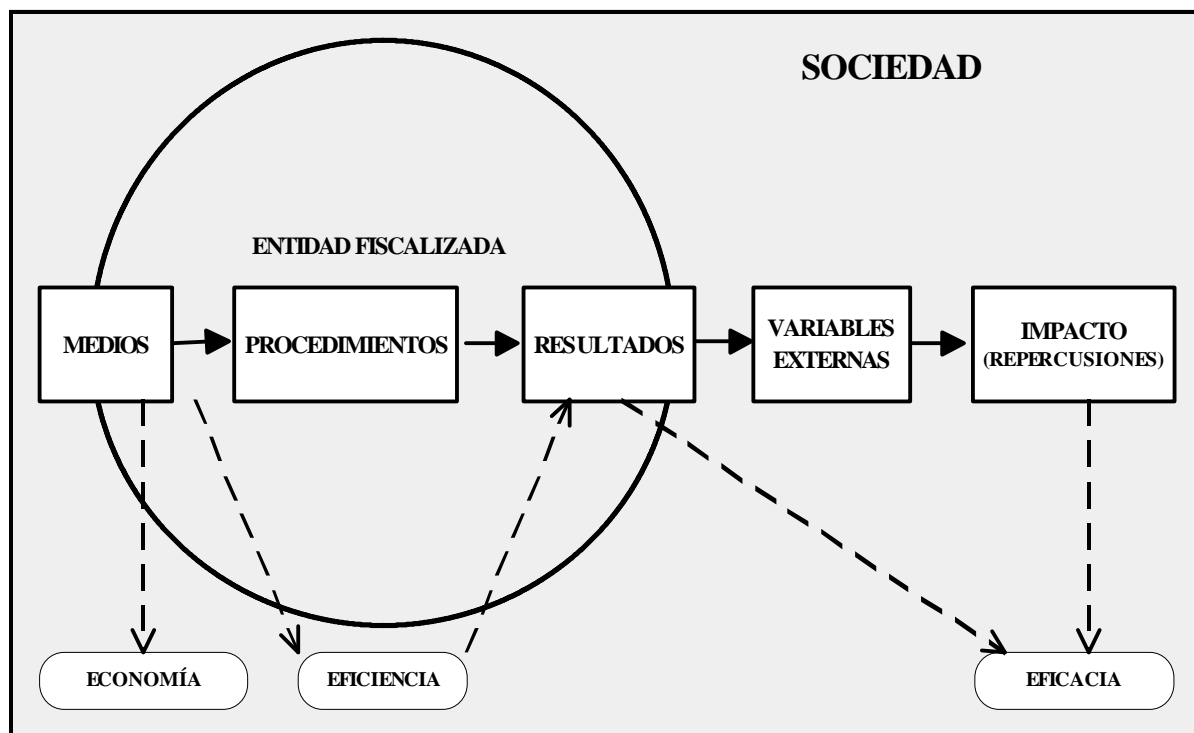 SOCIEDAD
ENTIDAD FISCALIZADA
MEDIOS
PROCEDIMIENTOS
RESULTADOS
VARIABLES
EXTERNAS
IMPACTO
(REPERCUSIONES)
ECONOMÍA
EFICIENCIA
EFICACIA